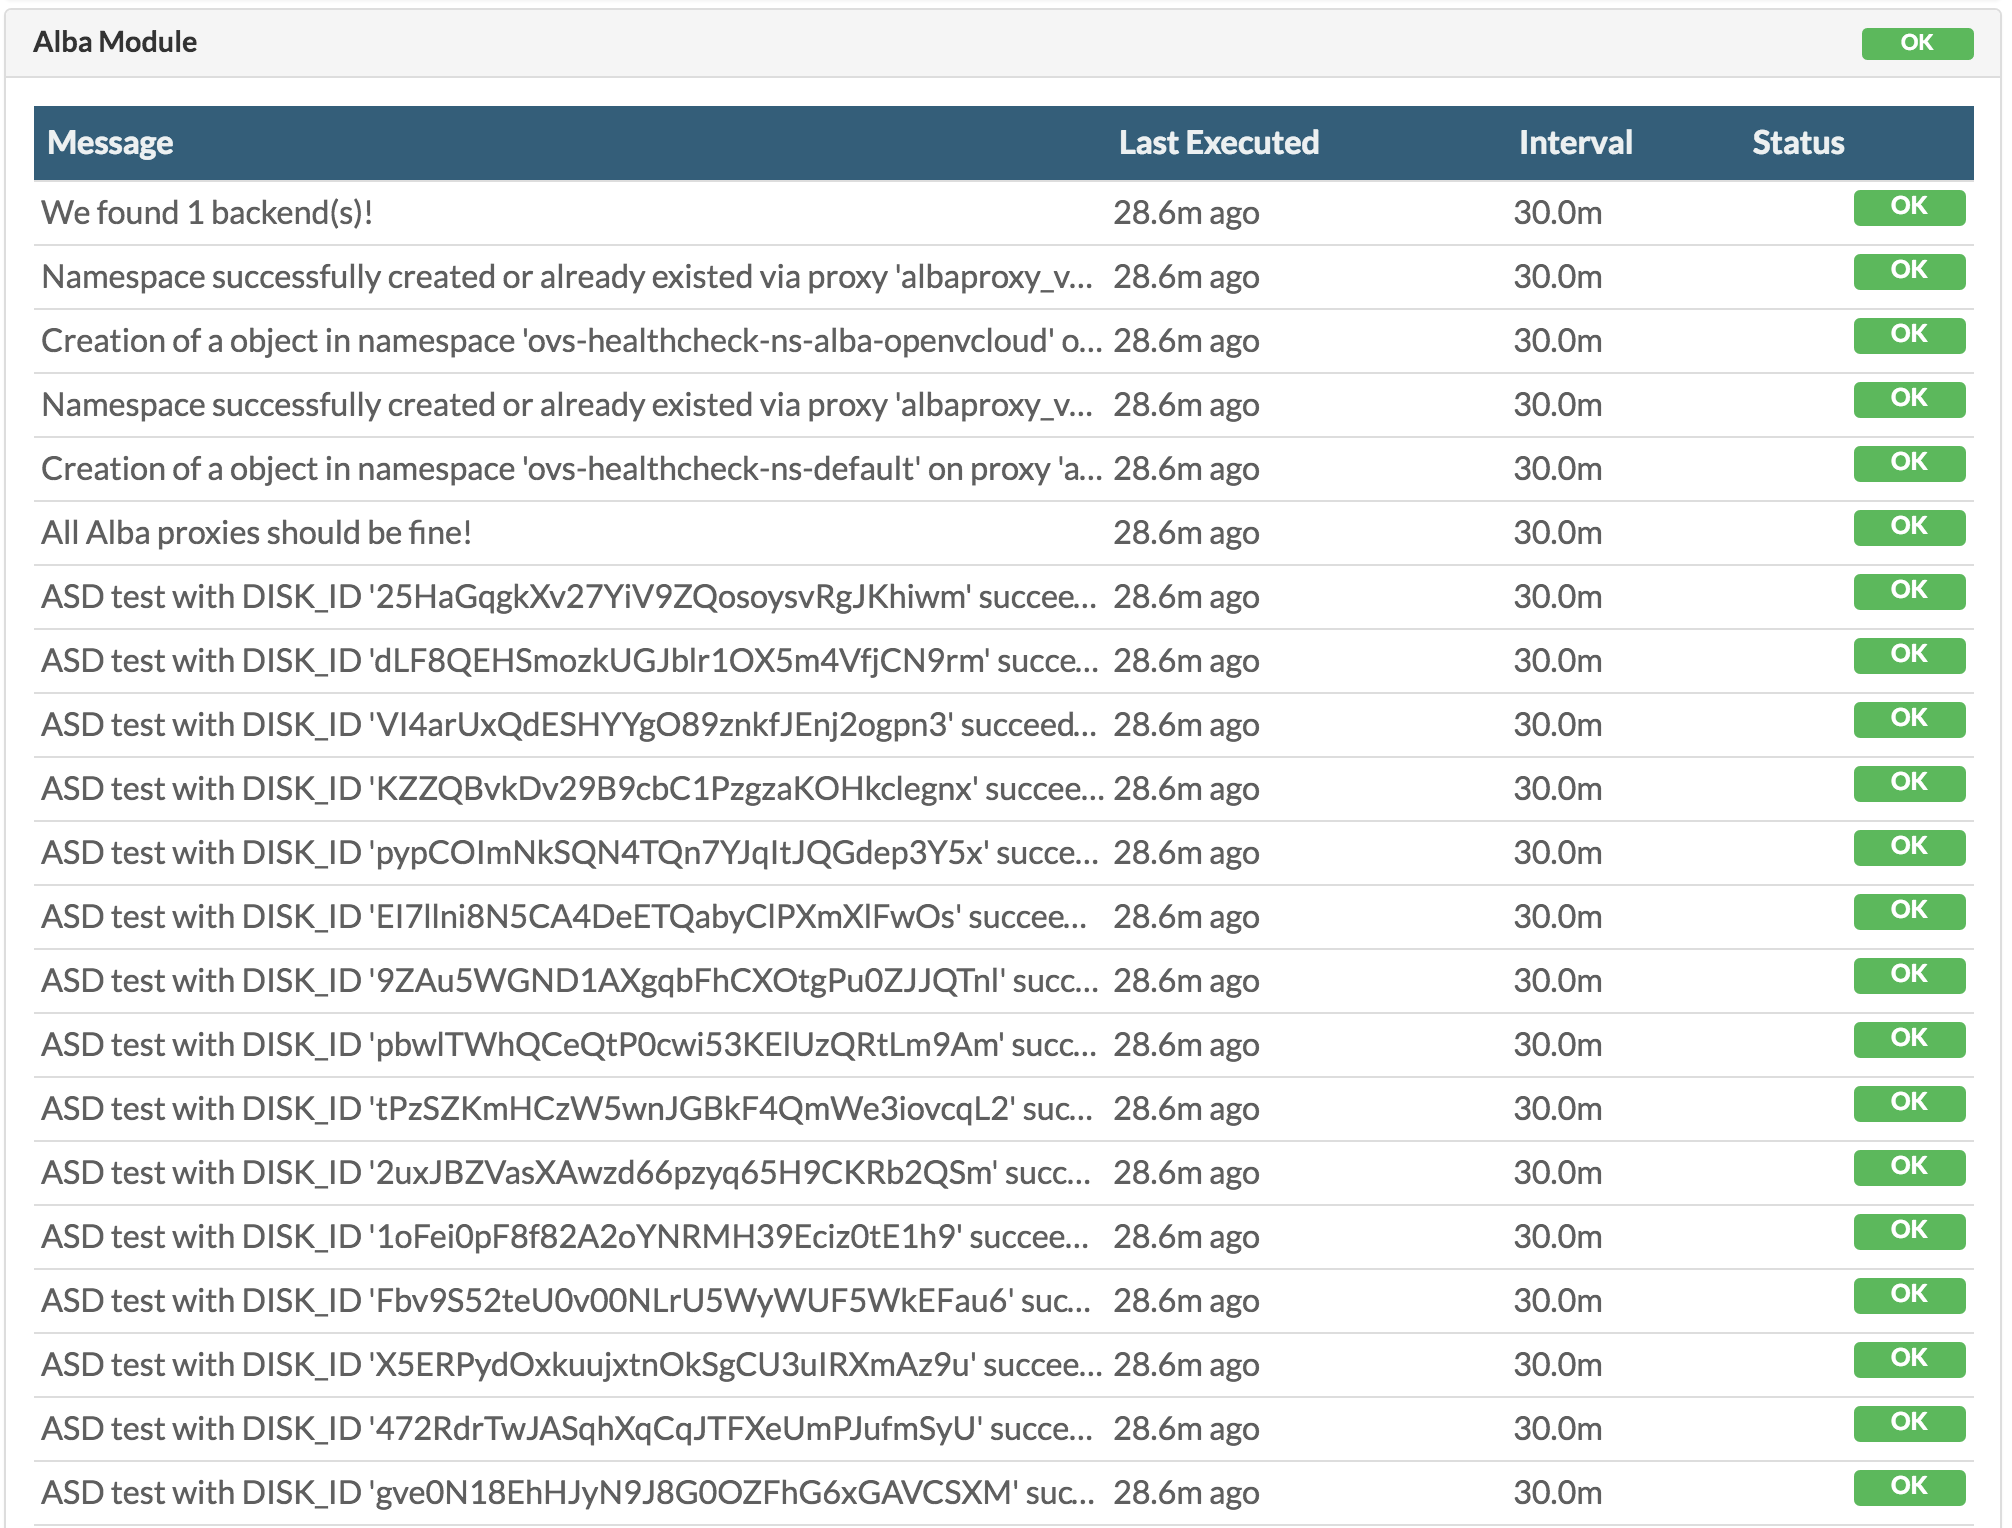 Alba Module OK
Message Last Executed Interval Status
We found 1 backend(s)! 28.6m ago 30.0m OK
Namespace successfully created or already existed via proxy 'albaproxy_v... 28.6m ago 30.0m OK
Creation of a object in namespace 'ovs-healthcheck-ns-alba-openvcloud' o... 28.6m ago 30.0m OK
Namespace successfully created or already existed via proxy 'albaproxy_v... 28.6m ago 30.0m OK
Creation of a object in namespace 'ovs-healthcheck-ns-default' on proxy 'a... 28.6m ago 30.0m OK
All Alba proxies should be fine! 28.6m ago 30.0m OK
ASD test with DISK_ID '25HaGqgkXv27YiV9ZQosoysvRgJKhiwm' succee... 28.6m ago 30.0m OK
ASD test with DISK_ID 'dLF8QEHSmozkUGJblr1OX5m4VfjCN9rm' succe... 28.6m ago 30.0m OK
ASD test with DISK_ID 'VI4arUxQdESHYYgO89znkfJEnj2ogpn3' succeed... 28.6m ago 30.0m OK
ASD test with DISK_ID 'KZZQBvkDv29B9cbC1PzgzaKOHkclegnx' succee... 28.6m ago 30.0m OK
ASD test with DISK_ID 'pypCOImNkSQN4TQn7YJqItJQGdep3Y5x' succe... 28.6m ago 30.0m OK
ASD test with DISK_ID 'EI7llni8N5CA4DeETQabyClPXmXlFwOs' succee... 28.6m ago 30.0m OK
ASD test with DISK_ID '9ZAu5WGND1AXgqbFhCXOtgPu0ZJJQTnl' succ... 28.6m ago 30.0m OK
ASD test with DISK_ID 'pbwlTWhQCeQtP0cwi53KElUzQRtLm9Am' succ... 28.6m ago 30.0m OK
ASD test with DISK_ID 'tPzSZKmHCzW5wnJGBkF4QmWe3iovcqL2' suc... 28.6m ago 30.0m OK
ASD test with DISK_ID '2uxJBZVasXAwzd66pzyq65H9CKRb2QSm' succ... 28.6m ago 30.0m OK
ASD test with DISK_ID '1oFei0pF8f82A2oYNRMH39Eciz0tE1h9' succee... 28.6m ago 30.0m OK
ASD test with DISK_ID 'Fbv9S52teU0v00NLrU5WyWUF5WkEFau6' suc... 28.6m ago 30.0m OK
ASD test with DISK_ID 'X5ERPydOxkuujxtnOkSgCU3uIRXmAz9u' succee... 28.6m ago 30.0m OK
ASD test with DISK_ID '472RdrTwJASqhXqCqJTFXeUmPJufmSyU' succe... 28.6m ago 30.0m OK
ASD test with DISK_ID 'gve0N18EhHJyN9J8G0OZFhG6xGAVCSXM' suc... 28.6m ago 30.0m OK